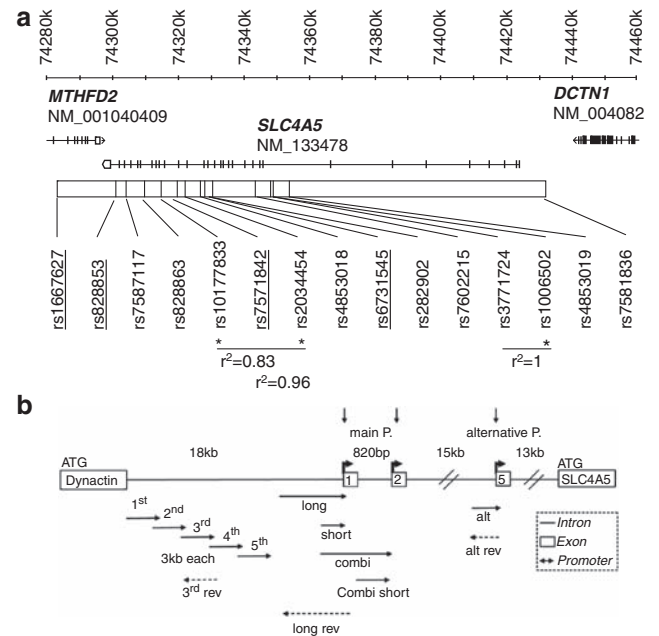 a
74280k 74300k 74320k 74340k 74360k 74380k 74400k 74420k 74440k 74460k
MTHFD2
NM_001040409
SLC4A5
NM_133478
DCTN1
NM_004082
rs1667627 rs828853 rs7587117 rs828863 rs10177833 rs7571842 rs2034454 rs4853018 rs6731545 rs282902 rs7602215 rs3771724 rs1006502 rs4853019 rs7581836
* * *
r²=0.83 r²=1
r²=0.96
b
main P. alternative P.
18kb 820bp 15kb 13kb
ATG ATG
Dynactin 1 2 5 SLC4A5
1st long alt
2nd
3rd short alt rev
4th
5th combi
3kb each
3rd rev Combi short
long rev
Intron
Exon
Promoter